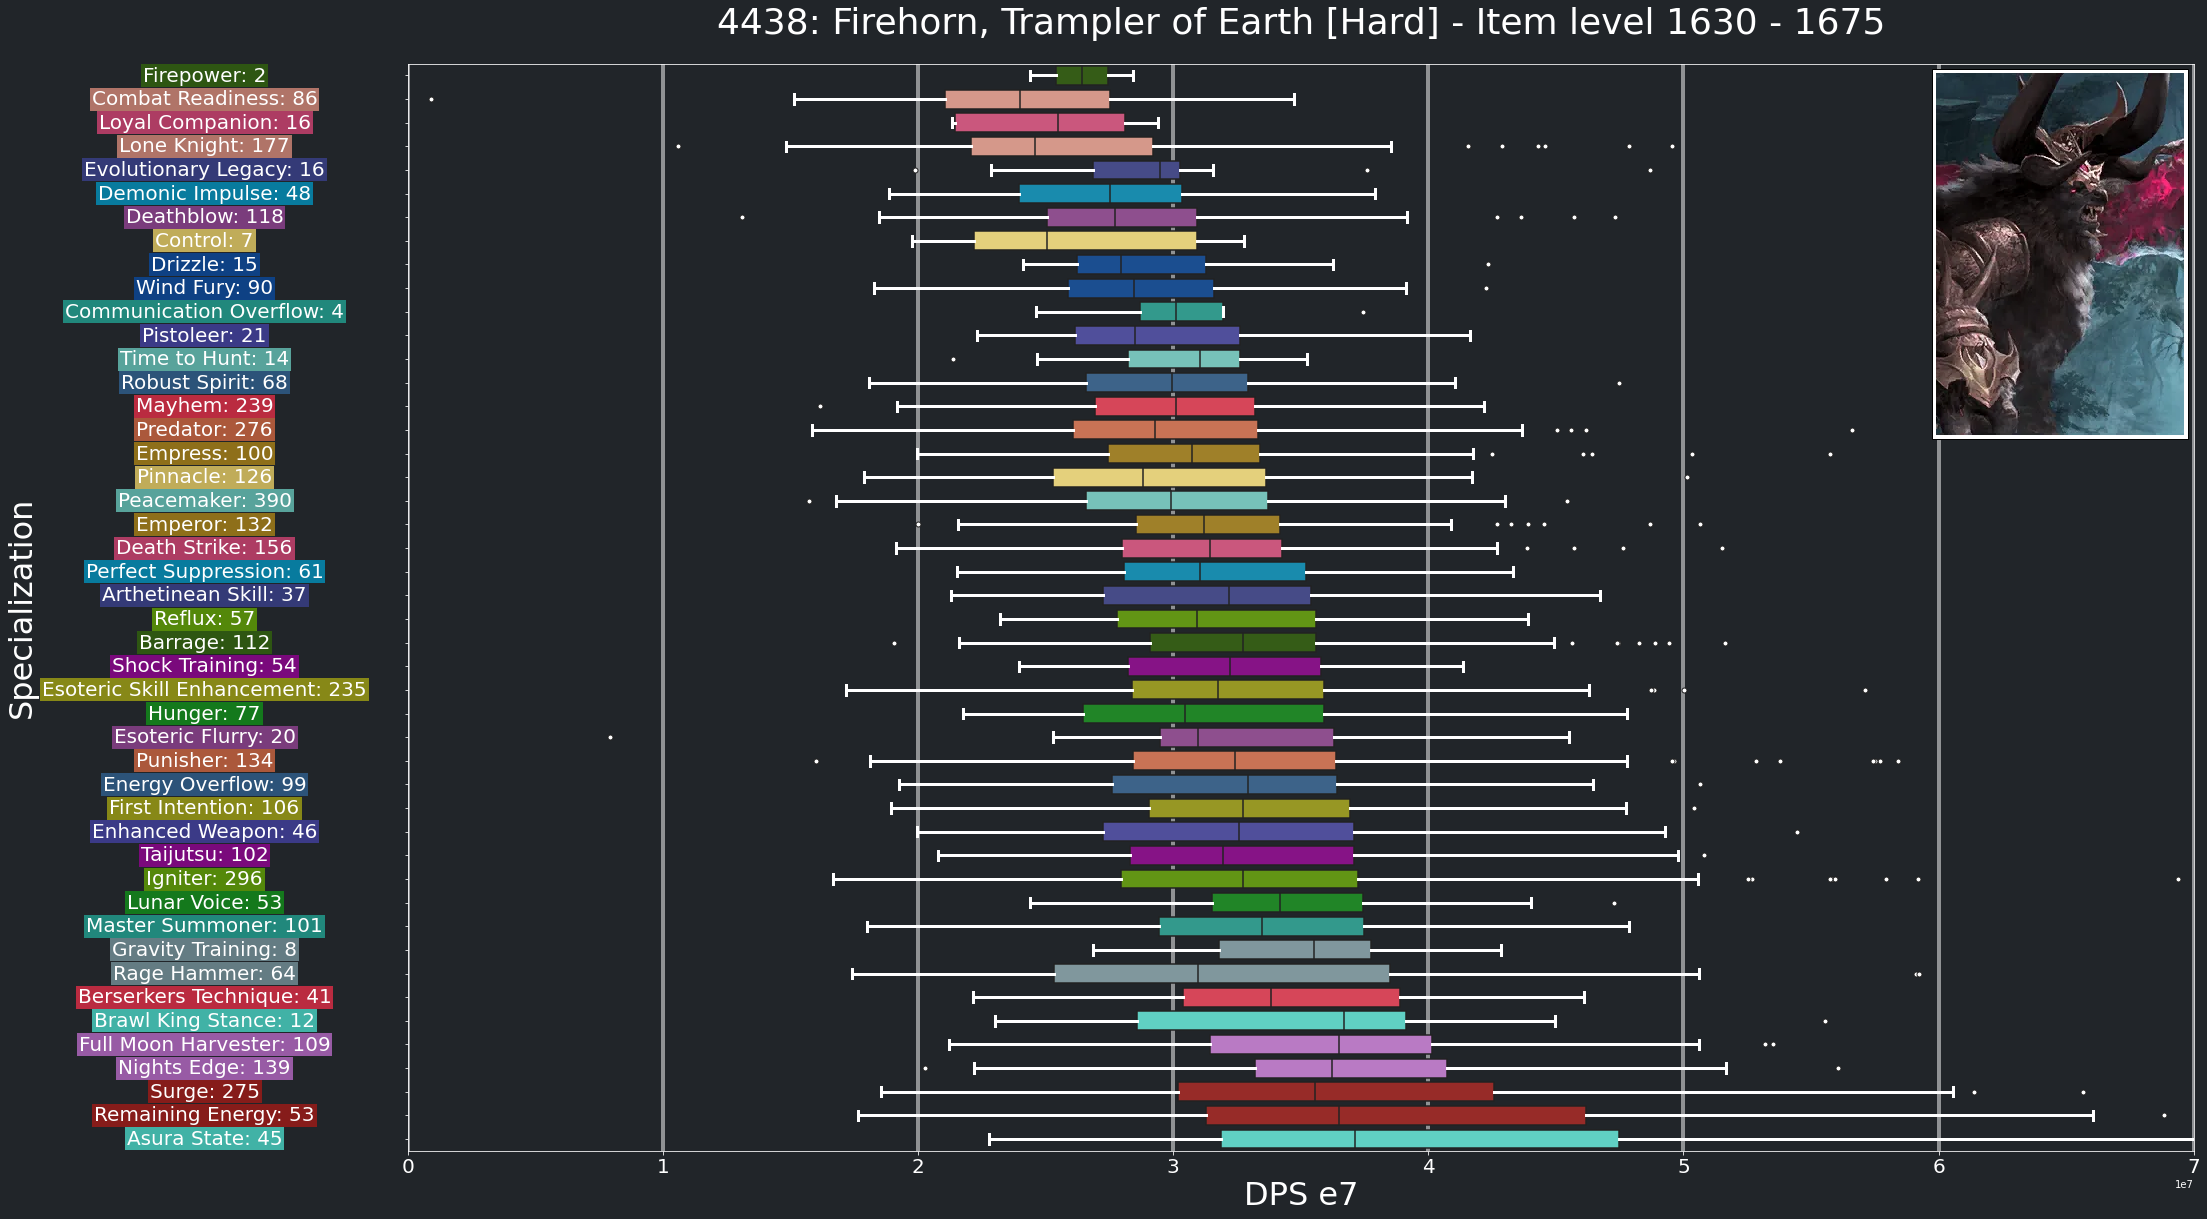 4438: Firehorn, Trampler of Earth [Hard] - Item level 1630 - 1675
Specialization
Firepower: 2
Combat Readiness: 86
Loyal Companion: 16
Lone Knight: 177
Evolutionary Legacy: 16
Demonic Impulse: 48
Deathblow: 118
Control: 7
Drizzle: 15
Wind Fury: 90
Communication Overflow: 4
Pistoleer: 21
Time to Hunt: 14
Robust Spirit: 68
Mayhem: 239
Predator: 276
Empress: 100
Pinnacle: 126
Peacemaker: 390
Emperor: 132
Death Strike: 156
Perfect Suppression: 61
Arthetinean Skill: 37
Reflux: 57
Barrage: 112
Shock Training: 54
Esoteric Skill Enhancement: 235
Hunger: 77
Esoteric Flurry: 20
Punisher: 134
Energy Overflow: 99
First Intention: 106
Enhanced Weapon: 46
Taijutsu: 102
Igniter: 296
Lunar Voice: 53
Master Summoner: 101
Gravity Training: 8
Rage Hammer: 64
Berserkers Technique: 41
Brawl King Stance: 12
Full Moon Harvester: 109
Nights Edge: 139
Surge: 275
Remaining Energy: 53
Asura State: 45
0 1 2 3 4 5 6 7
DPS e7
1e7